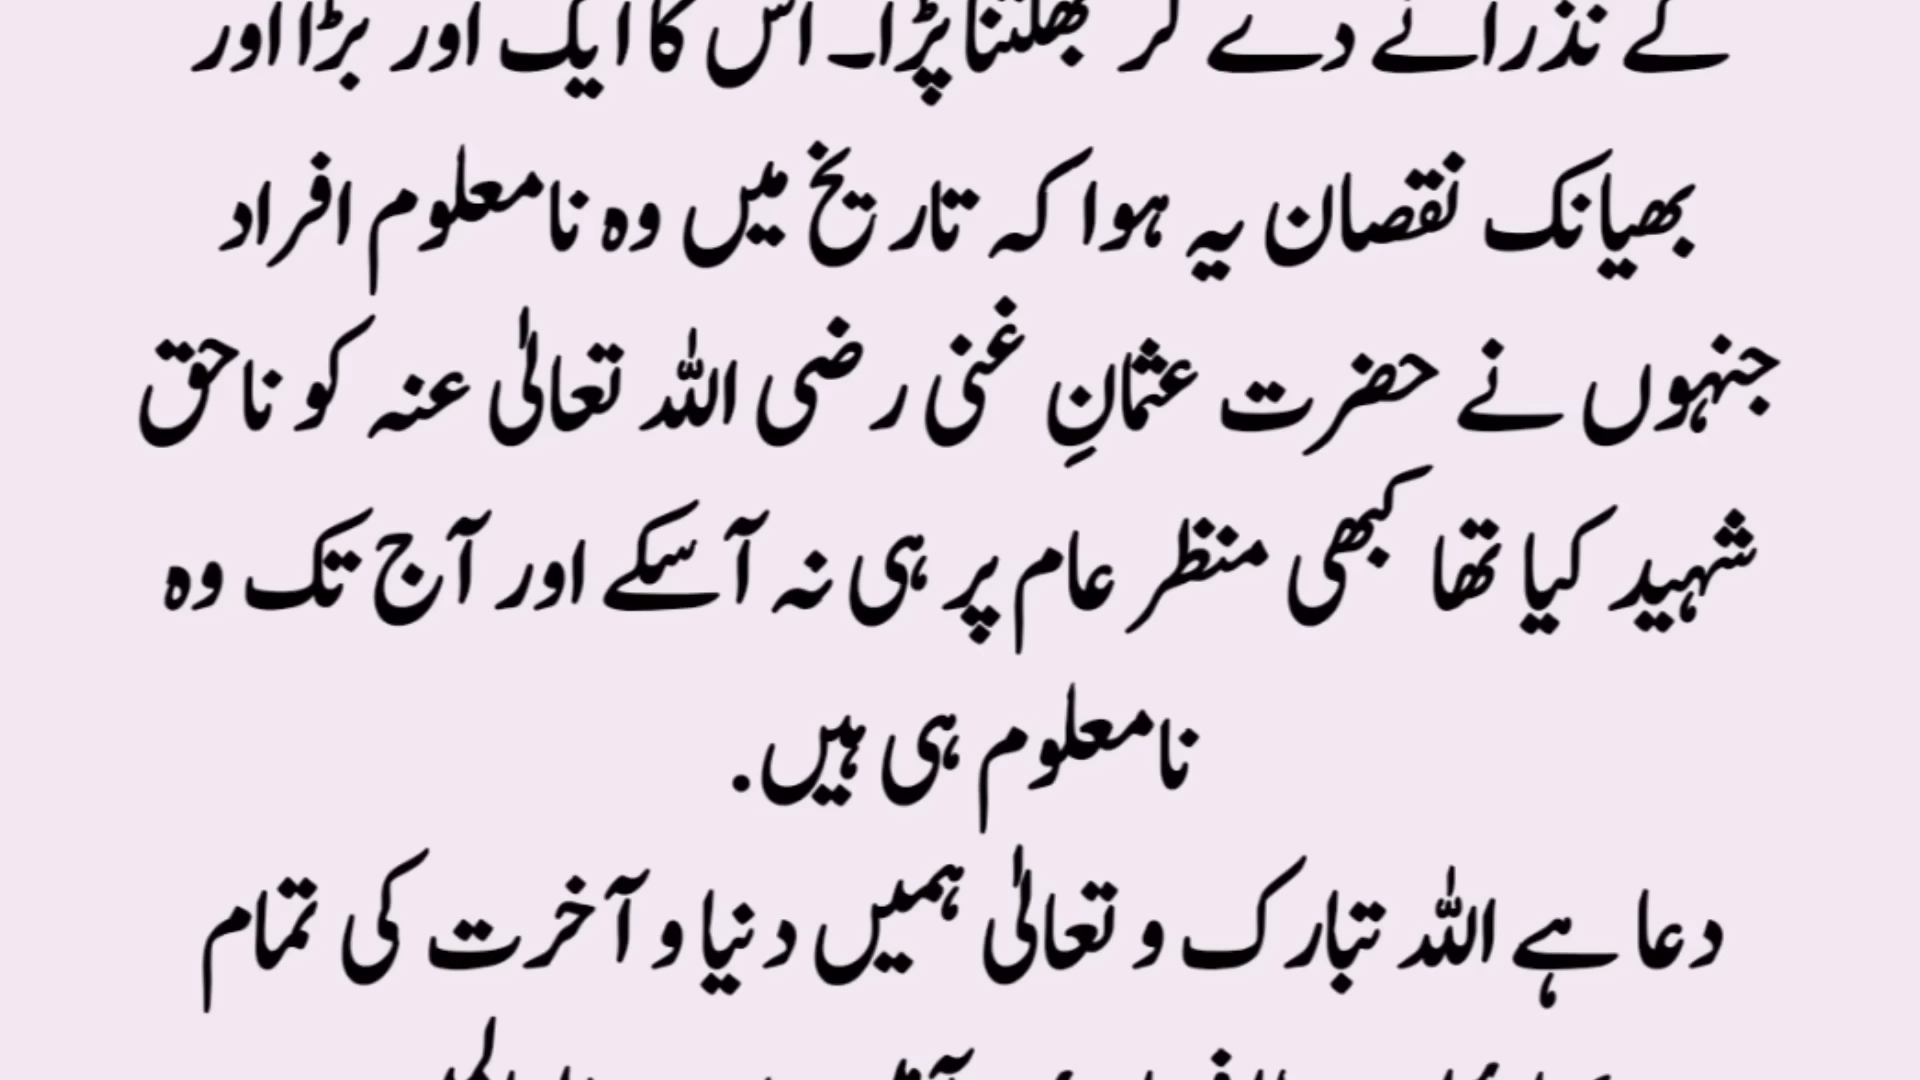 کے نذرانے دے کر بھگتنا پڑا۔ اس کا ایک اور بڑا اور
بھیانک نقصان یہ ہوا کہ تاریخ میں وہ نامعلوم افراد
جنہوں نے حضرت عثمانِ غنی رضی اللہ تعالٰی عنہ کو ناحق
شہید کیا تھا کبھی منظر عام پر ہی نہ آسکے اور آج تک وہ
نامعلوم ہی ہیں.
دعا ہے اللہ تبارک و تعالٰی ہمیں دنیا و آخرت کی تمام